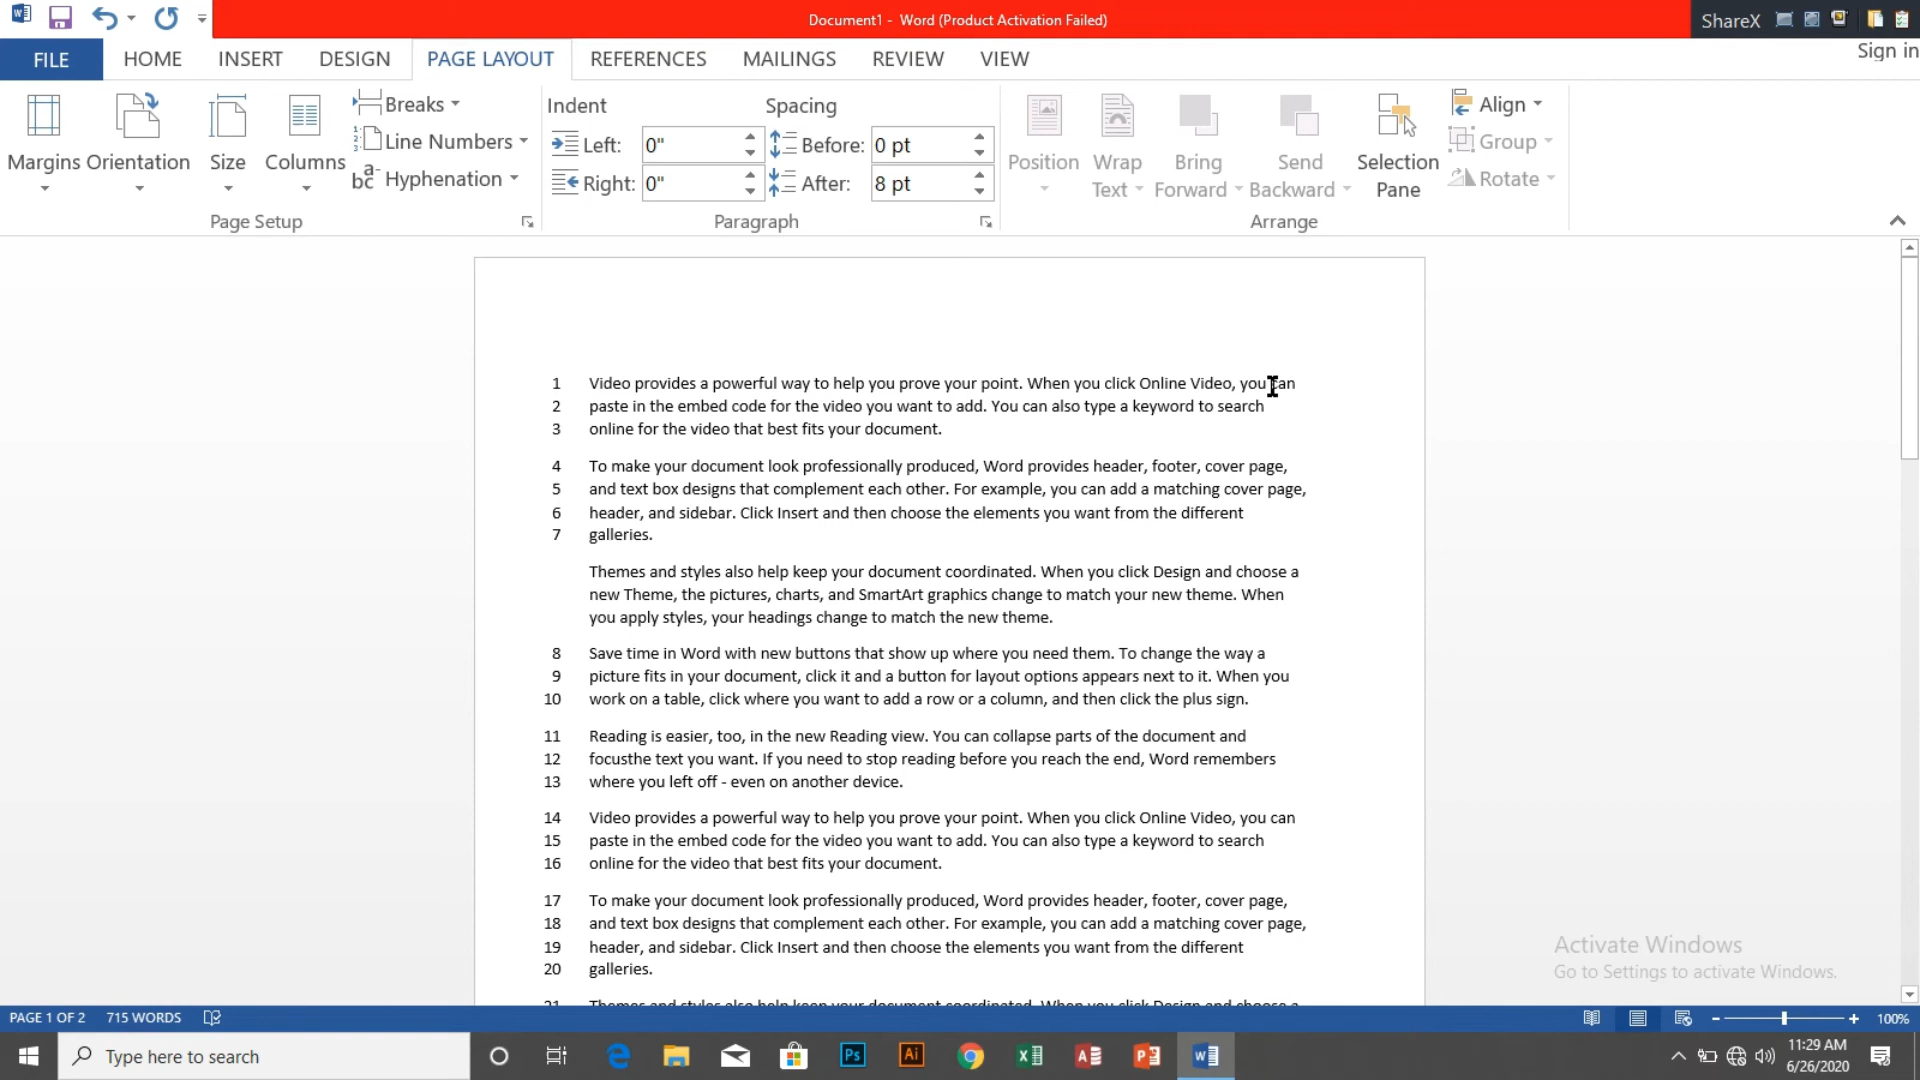 Document1 - Word (Product Activation Failed)
ShareX
FILE HOME INSERT DESIGN PAGE LAYOUT REFERENCES MAILINGS REVIEW VIEW
Sign in
Margins Orientation Size Columns
Breaks
Line Numbers
Hyphenation
Page Setup
Indent
Left: 0"
Right: 0"
Spacing
Before: 0 pt
After: 8 pt
Paragraph
Position
Wrap Text
Bring Forward
Send Backward
Selection Pane
Align
Group
Rotate
Arrange
1 Video provides a powerful way to help you prove your point. When you click Online Video, you can
2 paste in the embed code for the video you want to add. You can also type a keyword to search
3 online for the video that best fits your document.
4 To make your document look professionally produced, Word provides header, footer, cover page,
5 and text box designs that complement each other. For example, you can add a matching cover page,
6 header, and sidebar. Click Insert and then choose the elements you want from the different
7 galleries.
Themes and styles also help keep your document coordinated. When you click Design and choose a
new Theme, the pictures, charts, and SmartArt graphics change to match your new theme. When
you apply styles, your headings change to match the new theme.
8 Save time in Word with new buttons that show up where you need them. To change the way a
9 picture fits in your document, click it and a button for layout options appears next to it. When you
10 work on a table, click where you want to add a row or a column, and then click the plus sign.
11 Reading is easier, too, in the new Reading view. You can collapse parts of the document and
12 focusthe text you want. If you need to stop reading before you reach the end, Word remembers
13 where you left off - even on another device.
14 Video provides a powerful way to help you prove your point. When you click Online Video, you can
15 paste in the embed code for the video you want to add. You can also type a keyword to search
16 online for the video that best fits your document.
17 To make your document look professionally produced, Word provides header, footer, cover page,
18 and text box designs that complement each other. For example, you can add a matching cover page,
19 header, and sidebar. Click Insert and then choose the elements you want from the different
20 galleries.
21 Themes and styles also help keep your document coordinated. When you click Design and choose a
Activate Windows
Go to Settings to activate Windows.
PAGE 1 OF 2 715 WORDS
100%
Type here to search
11:29 AM
6/26/2020